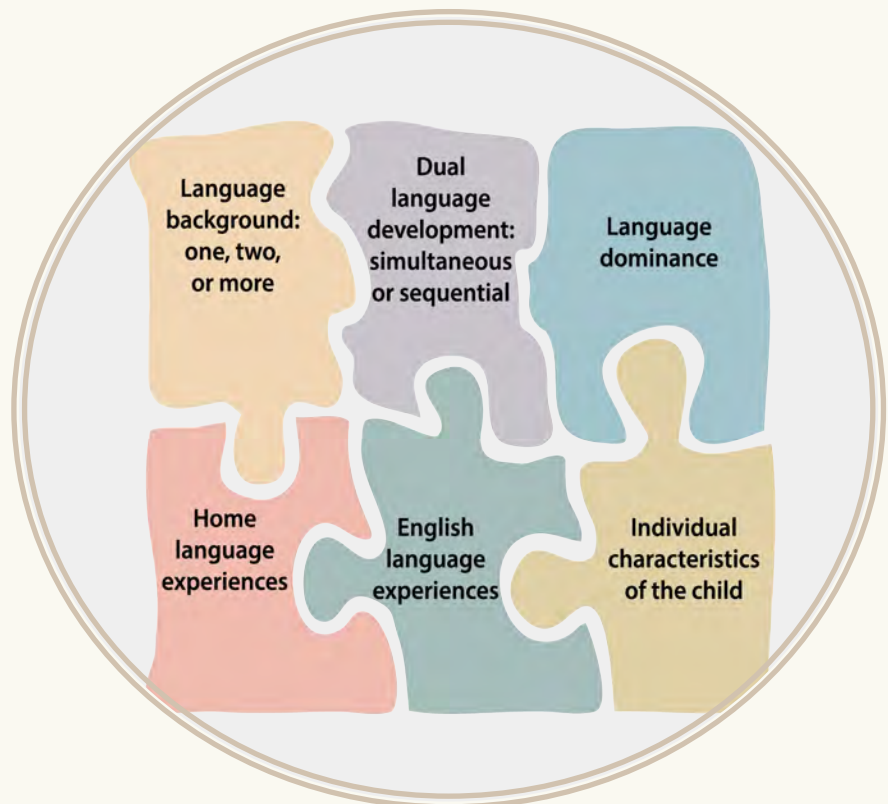 Language
background:
one, two,
or more
Dual
language
development:
simultaneous
or sequential
Language
dominance
Home
language
experiences
English
language
experiences
Individual
characteristics
of the child